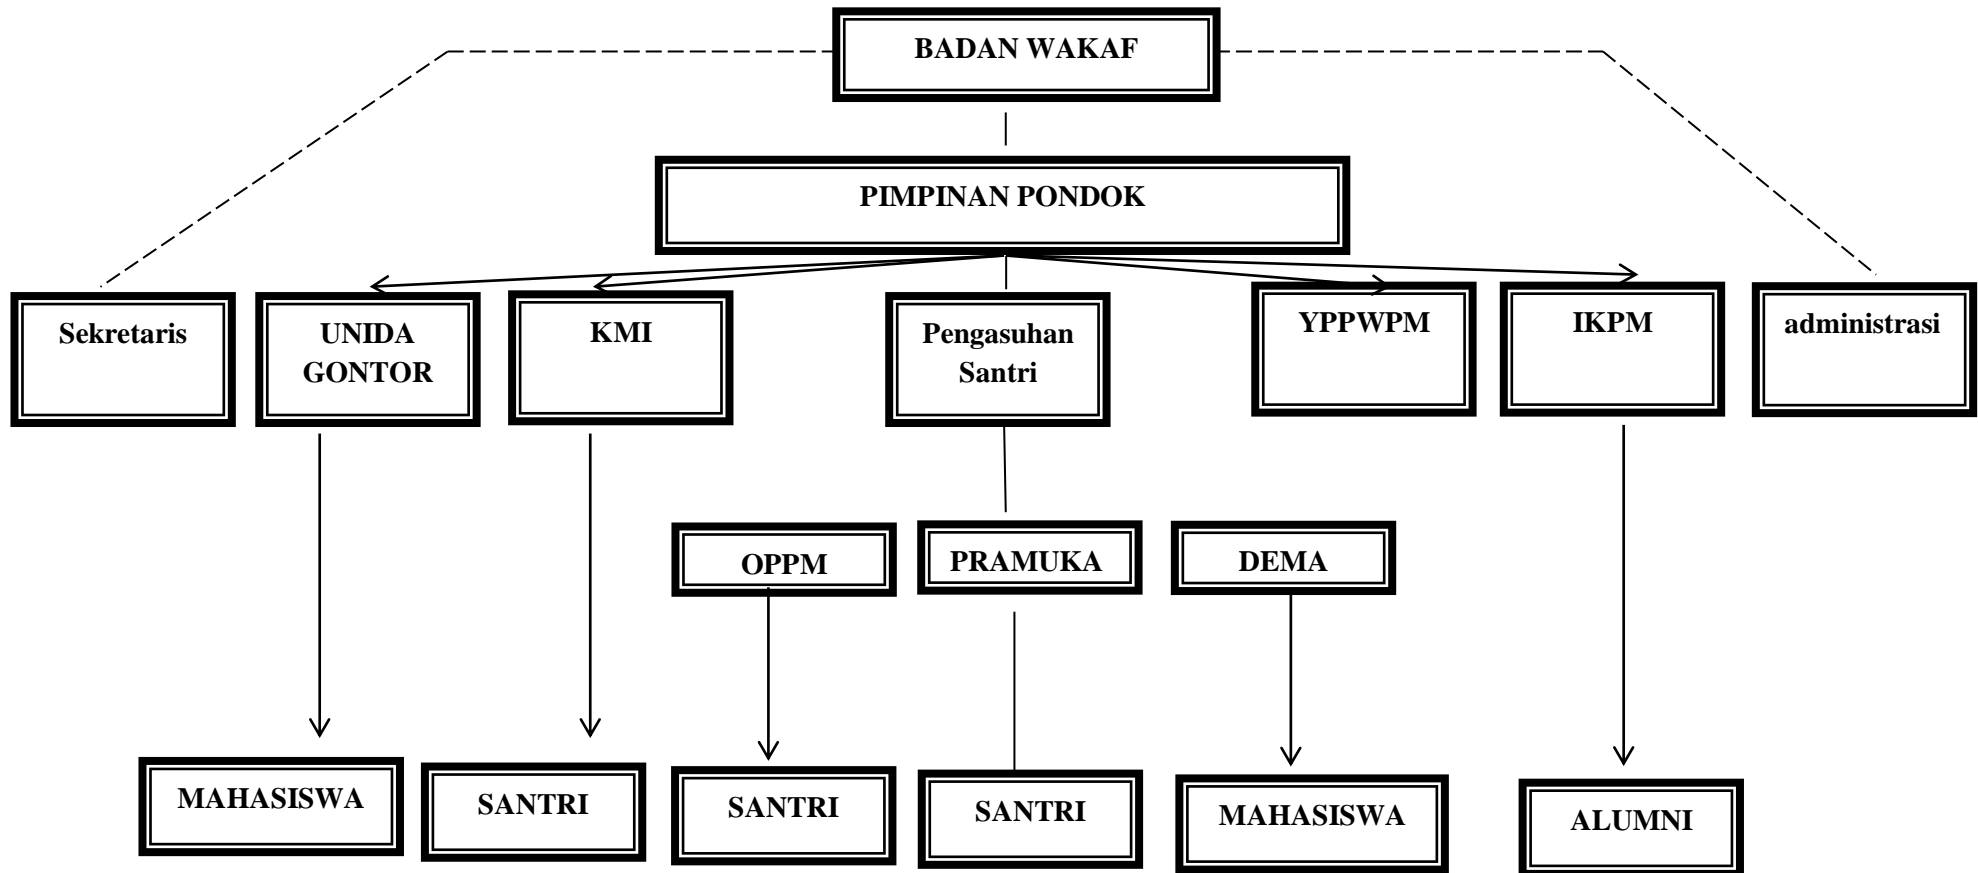 BADAN WAKAF
PIMPINAN PONDOK
Sekretaris
UNIDA
GONTOR
KMI
Pengasuhan
Santri
YPPWPM
IKPM
administrasi
OPPM
PRAMUKA
DEMA
MAHASISWA
SANTRI
SANTRI
SANTRI
MAHASISWA
ALUMNI